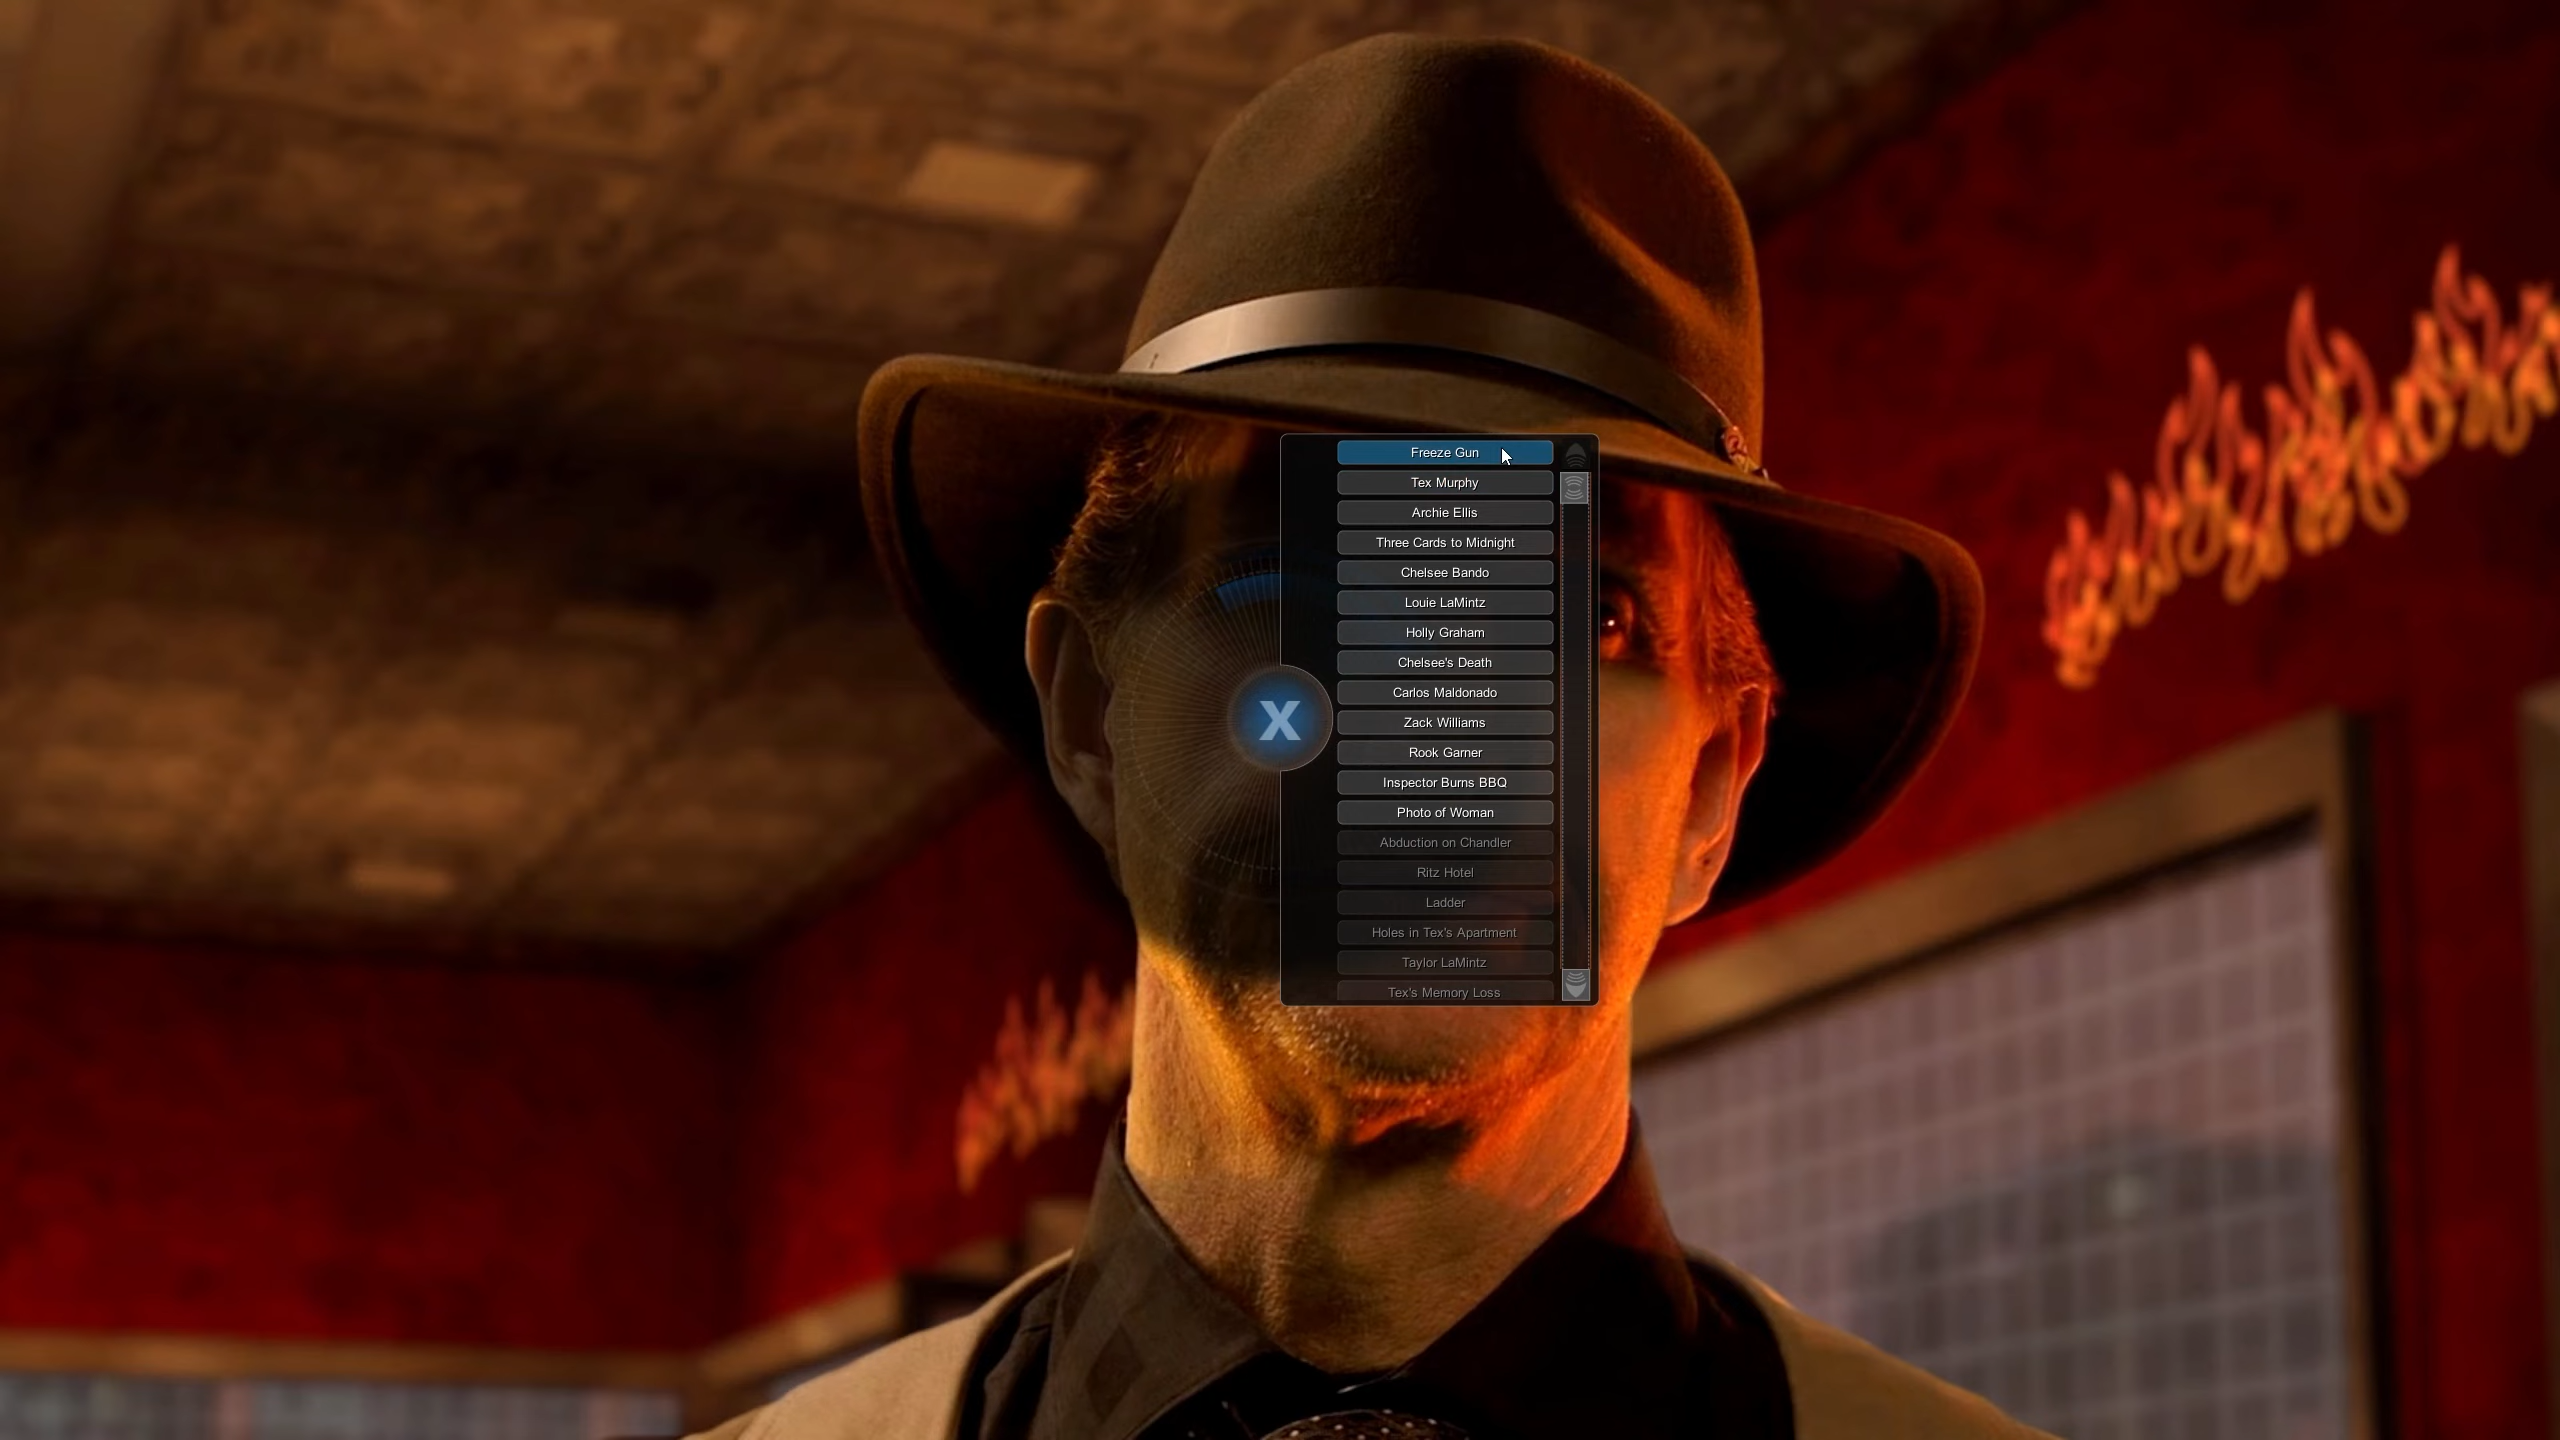 Freeze Gun
Tex Murphy
Archie Ellis
Three Cards to Midnight
Chelsee Bando
Louie LaMintz
Holly Graham
Chelsee's Death
Carlos Maldonado
Zack Williams
X
Rook Garner
Inspector Burns BBQ
Photo of Woman
Abduction on Chandler
Ritz Hotel
Ladder
Holes in Tex's Apartment
Taylor LaMintz
Tex's Memory Loss